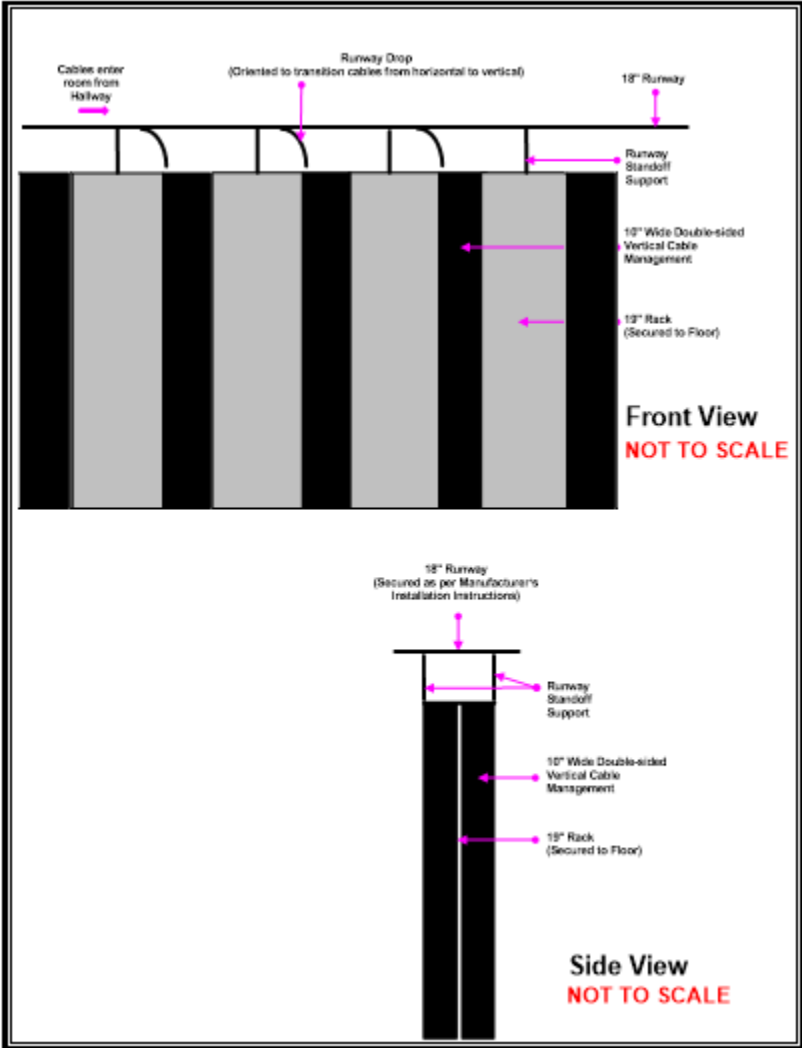 Cables enter
room from
Hallway
Runway Drop
(Oriented to transition cables from horizontal to vertical)
18" Runway
Runway
Standoff
Support
10" Wide Double-sided
Vertical Cable
Management
19" Rack
(Secured to Floor)
Front View
NOT TO SCALE
18" Runway
(Secured as per Manufacturer's
Installation Instructions)
Runway
Standoff
Support
10" Wide Double-sided
Vertical Cable
Management
19" Rack
(Secured to Floor)
Side View
NOT TO SCALE